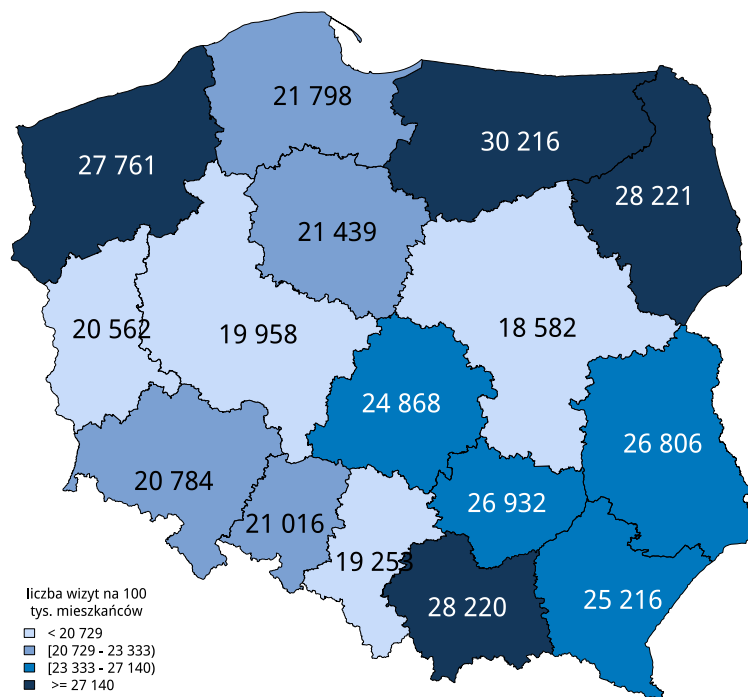 21 798
30 216
27 761
28 221
21 439
20 562
19 958
18 582
24 868
26 806
20 784
26 932
21 016
19 253
25 216
28 220
liczba wizyt na 100
tys. mieszkańców
< 20 729
[20 729 - 23 333)
[23 333 - 27 140)
>= 27 140